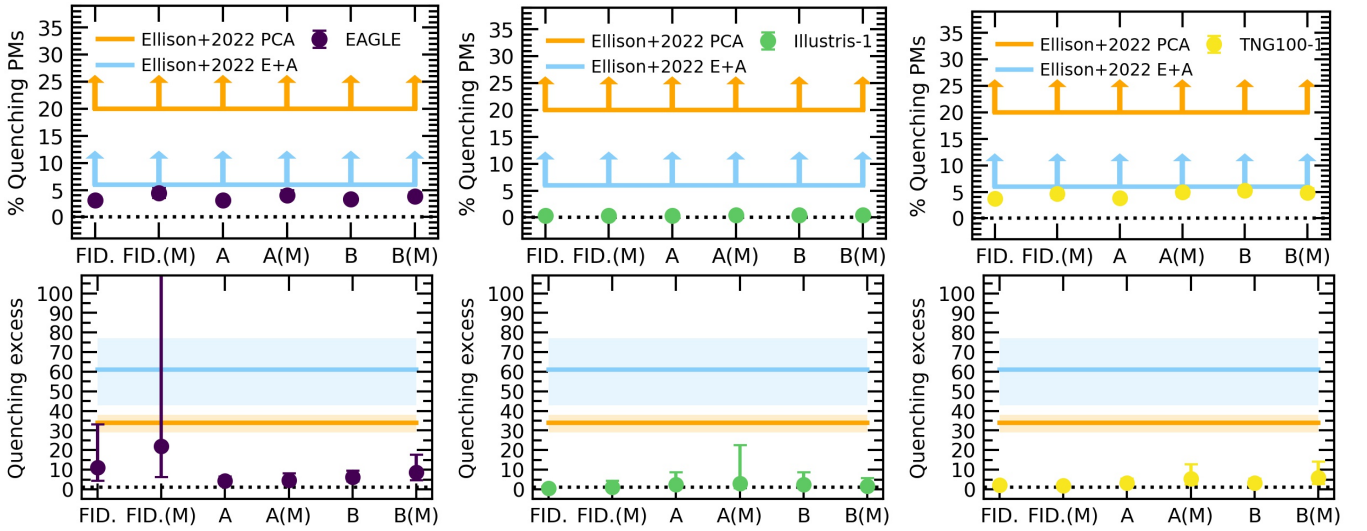 % Quenching PMs
35
30
25
20
15
10
5
0
Ellison+2022 PCA
EAGLE
Ellison+2022 E+A
FID. FID.(M) A A(M) B B(M)
% Quenching PMs
35
30
25
20
15
10
5
0
Ellison+2022 PCA
Illustris-1
Ellison+2022 E+A
FID. FID.(M) A A(M) B B(M)
% Quenching PMs
35
30
25
20
15
10
5
0
Ellison+2022 PCA
TNG100-1
Ellison+2022 E+A
FID. FID.(M) A A(M) B B(M)
Quenching excess
100
90
80
70
60
50
40
30
20
10
0
FID. FID.(M) A A(M) B B(M)
Quenching excess
100
90
80
70
60
50
40
30
20
10
0
FID. FID.(M) A A(M) B B(M)
Quenching excess
100
90
80
70
60
50
40
30
20
10
0
FID. FID.(M) A A(M) B B(M)